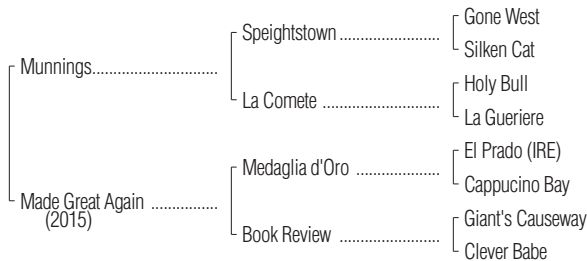 Gone West
Speightstown
Silken Cat
Munnings
Holy Bull
La Comete
La Gueriere
El Prado (IRE)
Medaglia d'Oro
Cappucino Bay
Made Great Again
(2015)
Giant's Causeway
Book Review
Clever Babe